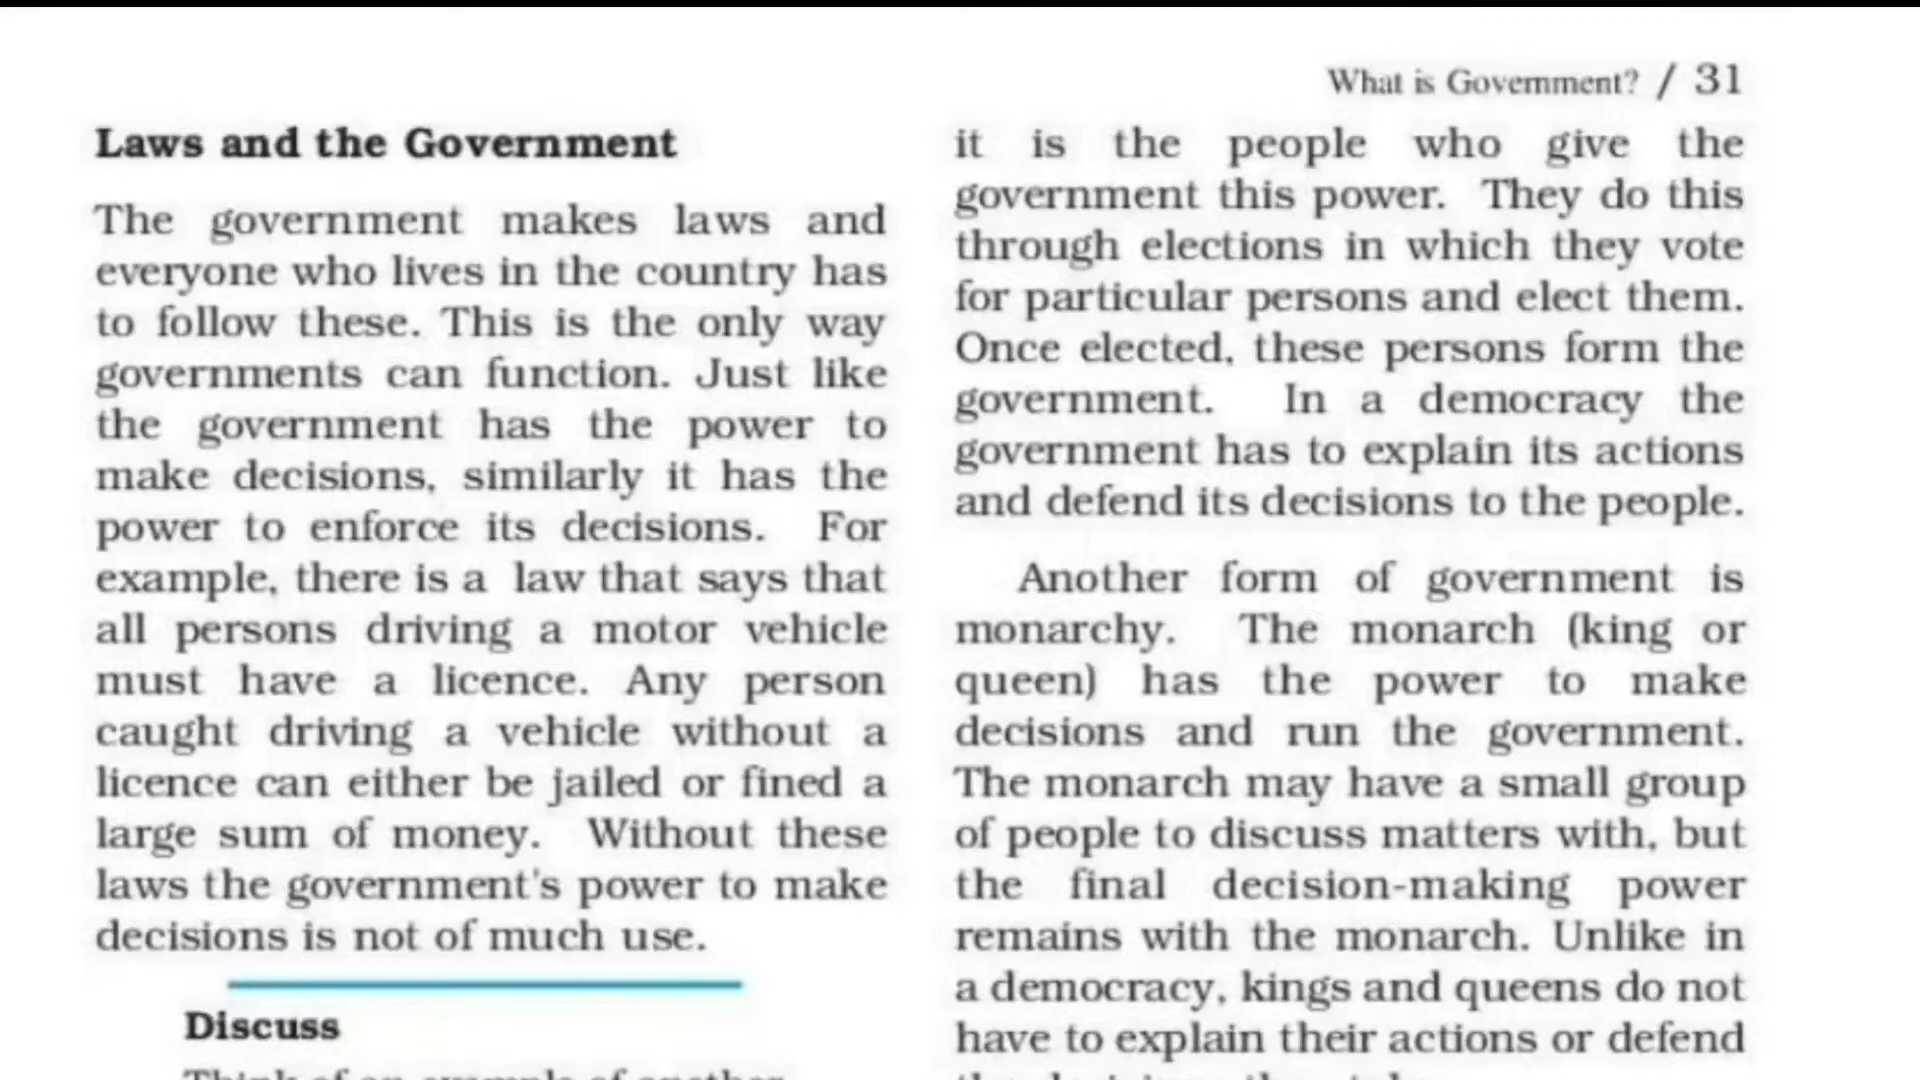 What is Government? / 31
Laws and the Government
The government makes laws and
everyone who lives in the country has
to follow these. This is the only way
governments can function. Just like
the government has the power to
make decisions, similarly it has the
power to enforce its decisions. For
example, there is a law that says that
all persons driving a motor vehicle
must have a licence. Any person
caught driving a vehicle without a
licence can either be jailed or fined a
large sum of money. Without these
laws the government's power to make
decisions is not of much use.
Discuss
Think of an example of another
it is the people who give the
government this power. They do this
through elections in which they vote
for particular persons and elect them.
Once elected, these persons form the
government. In a democracy the
government has to explain its actions
and defend its decisions to the people.
Another form of government is
monarchy. The monarch (king or
queen) has the power to make
decisions and run the government.
The monarch may have a small group
of people to discuss matters with, but
the final decision-making power
remains with the monarch. Unlike in
a democracy, kings and queens do not
have to explain their actions or defend